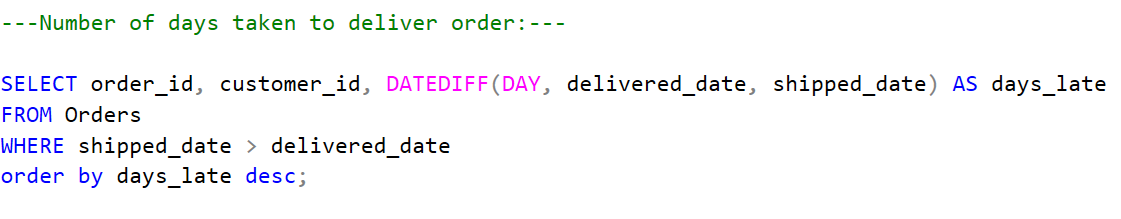 ---Number of days taken to deliver order:---
SELECT order_id, customer_id, DATEDIFF(DAY, delivered_date, shipped_date) AS days_late
FROM Orders
WHERE shipped_date > delivered_date
order by days_late desc;